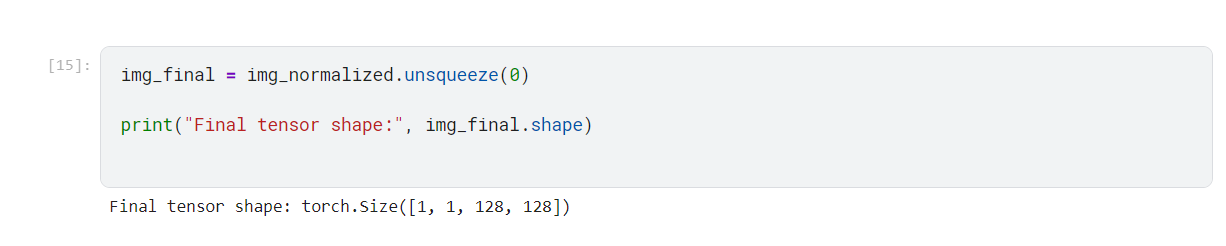 [15]:
img_final = img_normalized.unsqueeze(0)
print("Final tensor shape:", img_final.shape)
Final tensor shape: torch.Size([1, 1, 128, 128])